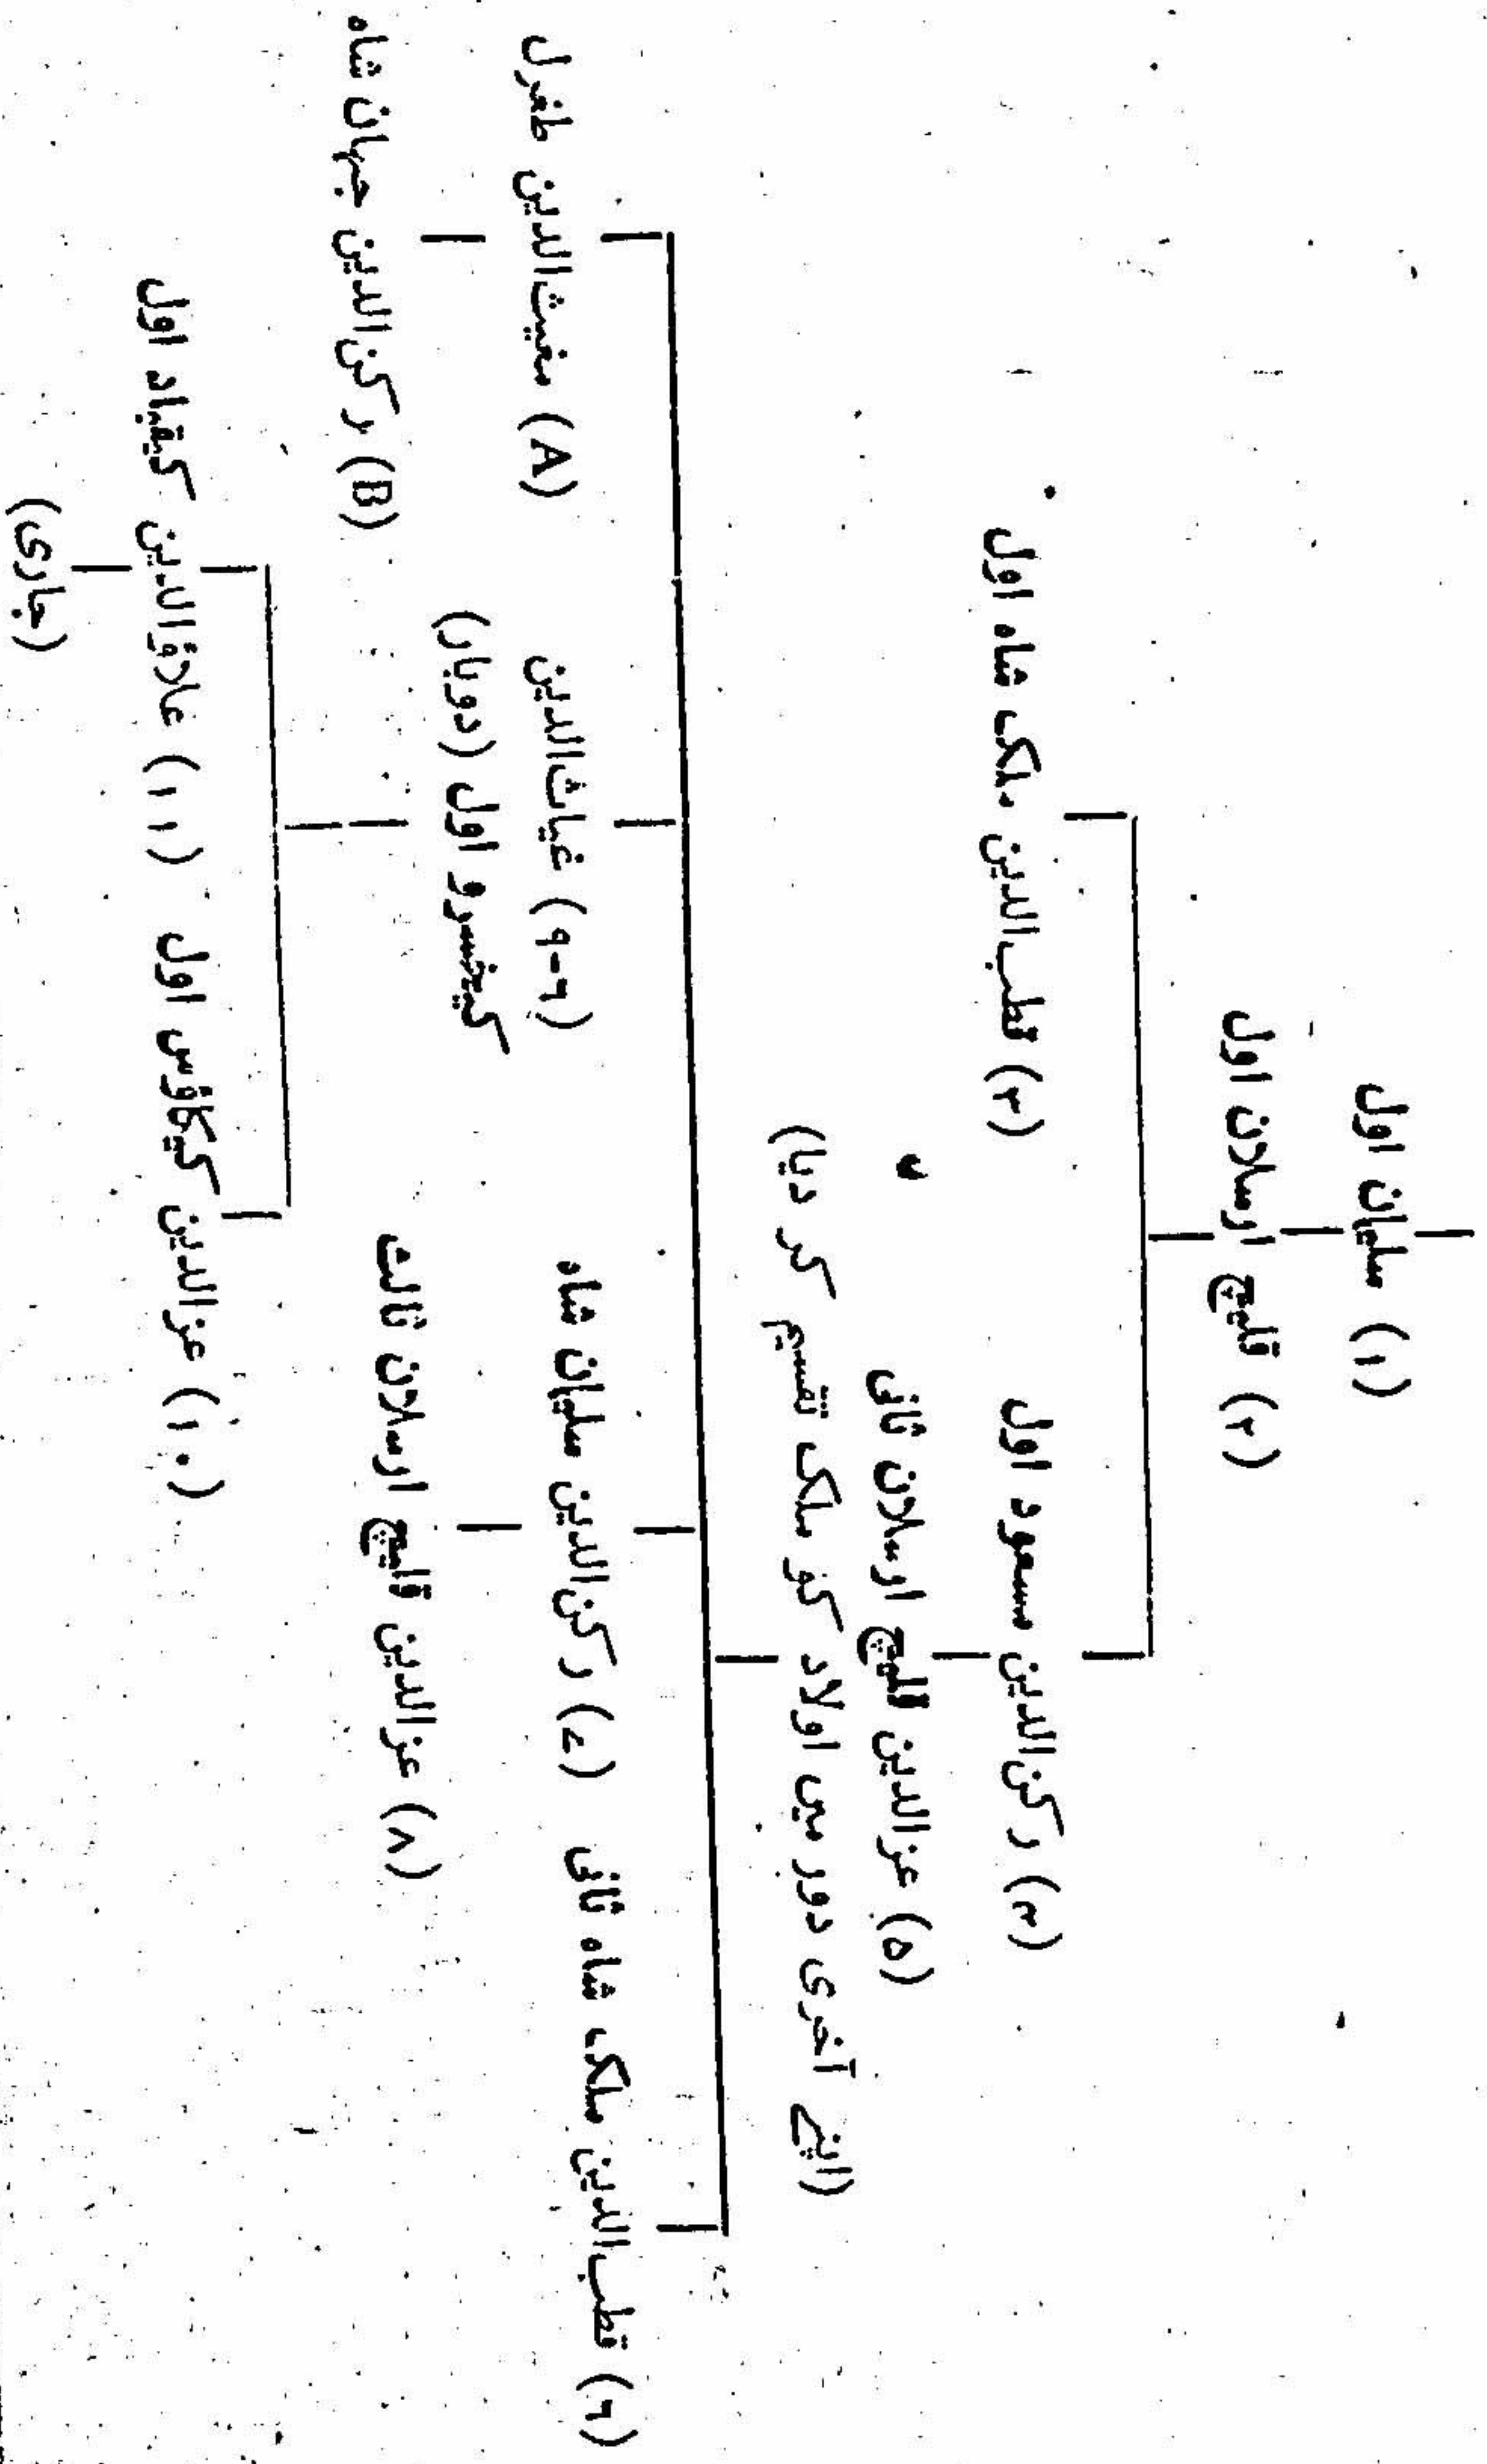 (۱) سلیمان اول
(۲) قلیچ ارسلان اول
(۴) رکن الدین مسعود اول (۳) قطب الدین ملک شاہ اول
(۵) عزالدین قلیچ ارسلان ثانی
(اپنے آخری دور میں اولاد کو ملک تقسیم کر دیا)
(۶) قطب الدین ملک شاہ ثانی (۷) رکن الدین سلیمان شاہ (۶-۹) غیاث الدین (A) مغیث الدین طغرل
کیخسرو اول (دوبار)
(۸) عزالدین قلیچ ارسلان ثالث (B) رکن الدین جہان شاہ
(۱۰) عزالدین کیکاؤس اول (۱۱) علاؤالدین کیقباد اول
(جاری)